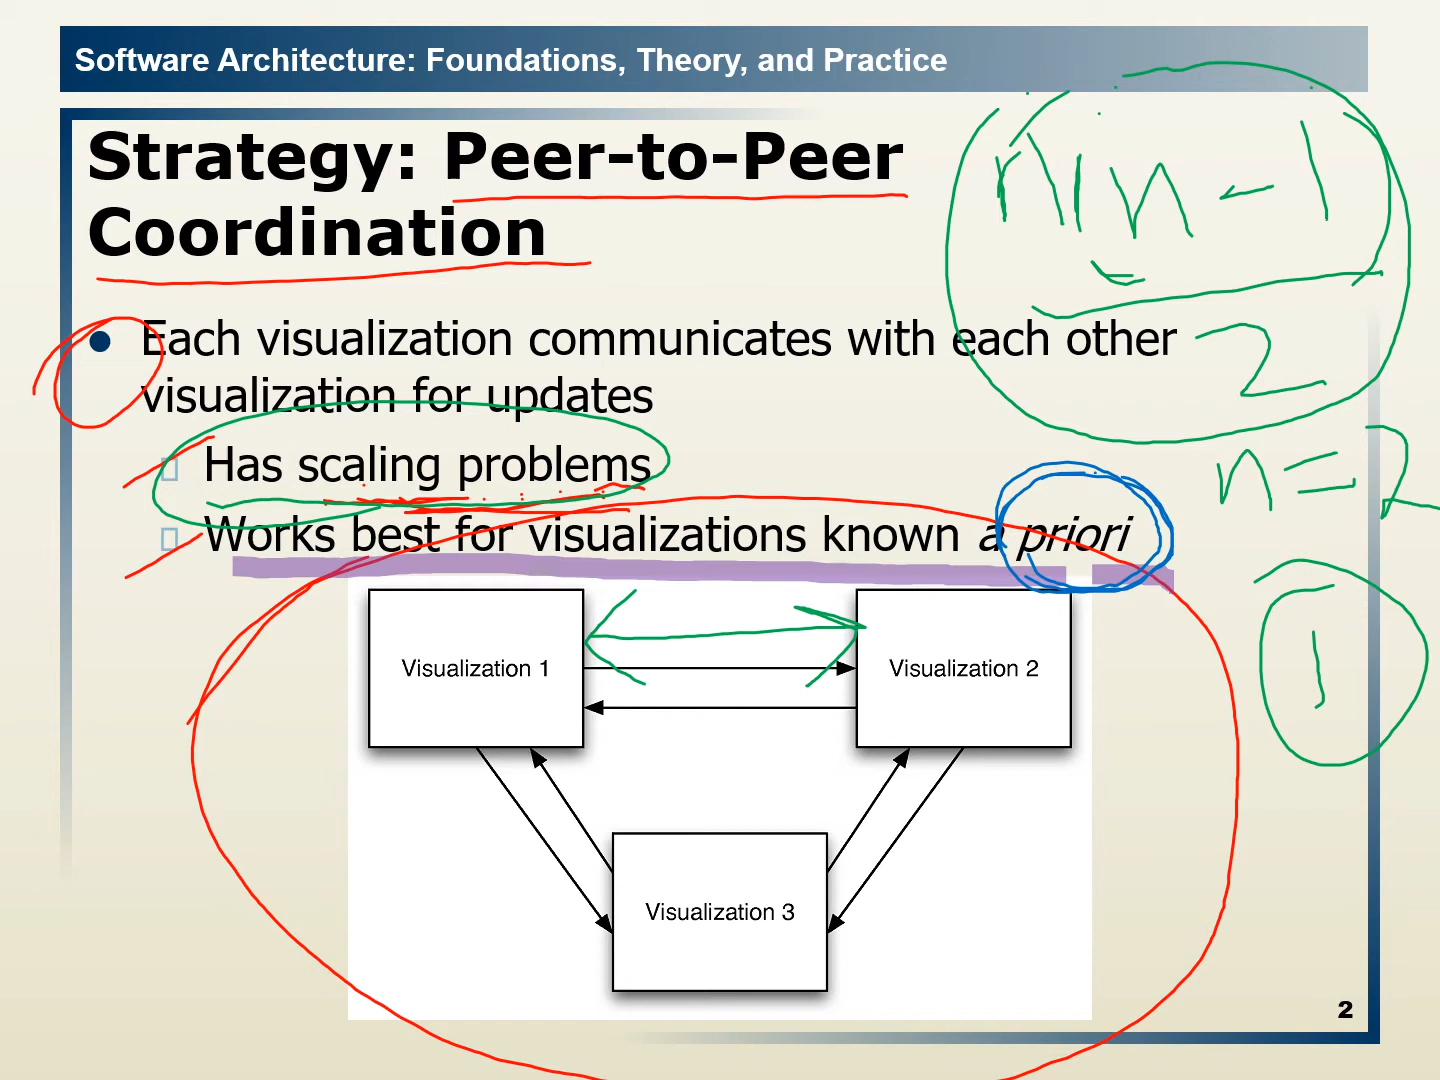 Software Architecture: Foundations, Theory, and Practice
Strategy: Peer-to-Peer
Coordination
n(n-1
2
Each visualization communicates with each other
visualization for updates
Has scaling problems
n=2
Works best for visualizations known a priori
1
Visualization 1
Visualization 2
Visualization 3
2